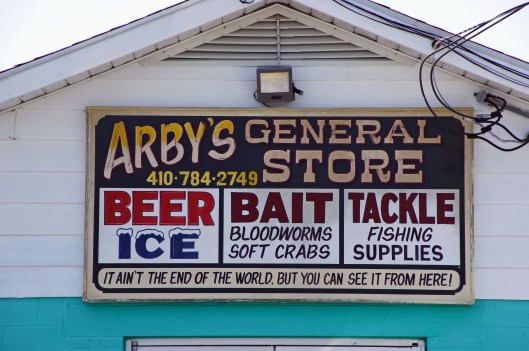 ARBY'S GENERAL
STORE
410-784-2749
BEER
ICE
BAIT
BLOODWORMS
SOFT CRABS
TACKLE
FISHING
SUPPLIES
IT AIN'T THE END OF THE WORLD, BUT YOU CAN SEE IT FROM HERE!